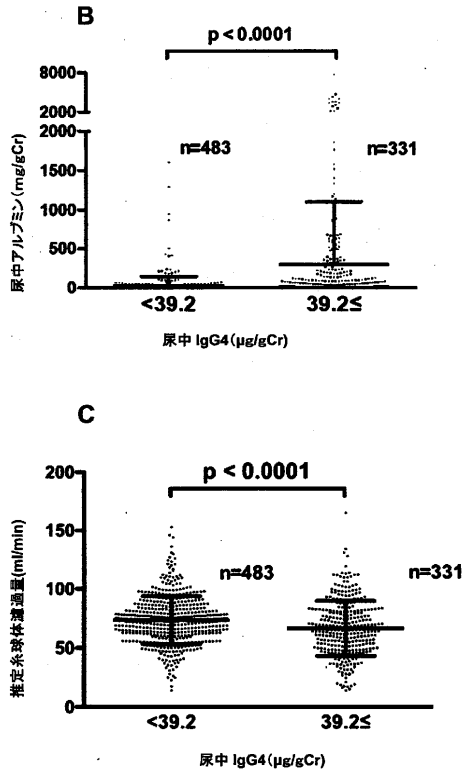 B
p < 0.0001
8000
2000
2000
1500
1000
500
0
尿中アルブミン(mg/gCr)
n=483
n=331
<39.2
39.2≤
尿中 IgG4(μg/gCr)
C
p < 0.0001
200
150
100
50
0
推定糸球体濾過量(ml/min)
n=483
n=331
<39.2
39.2≤
尿中 IgG4(μg/gCr)